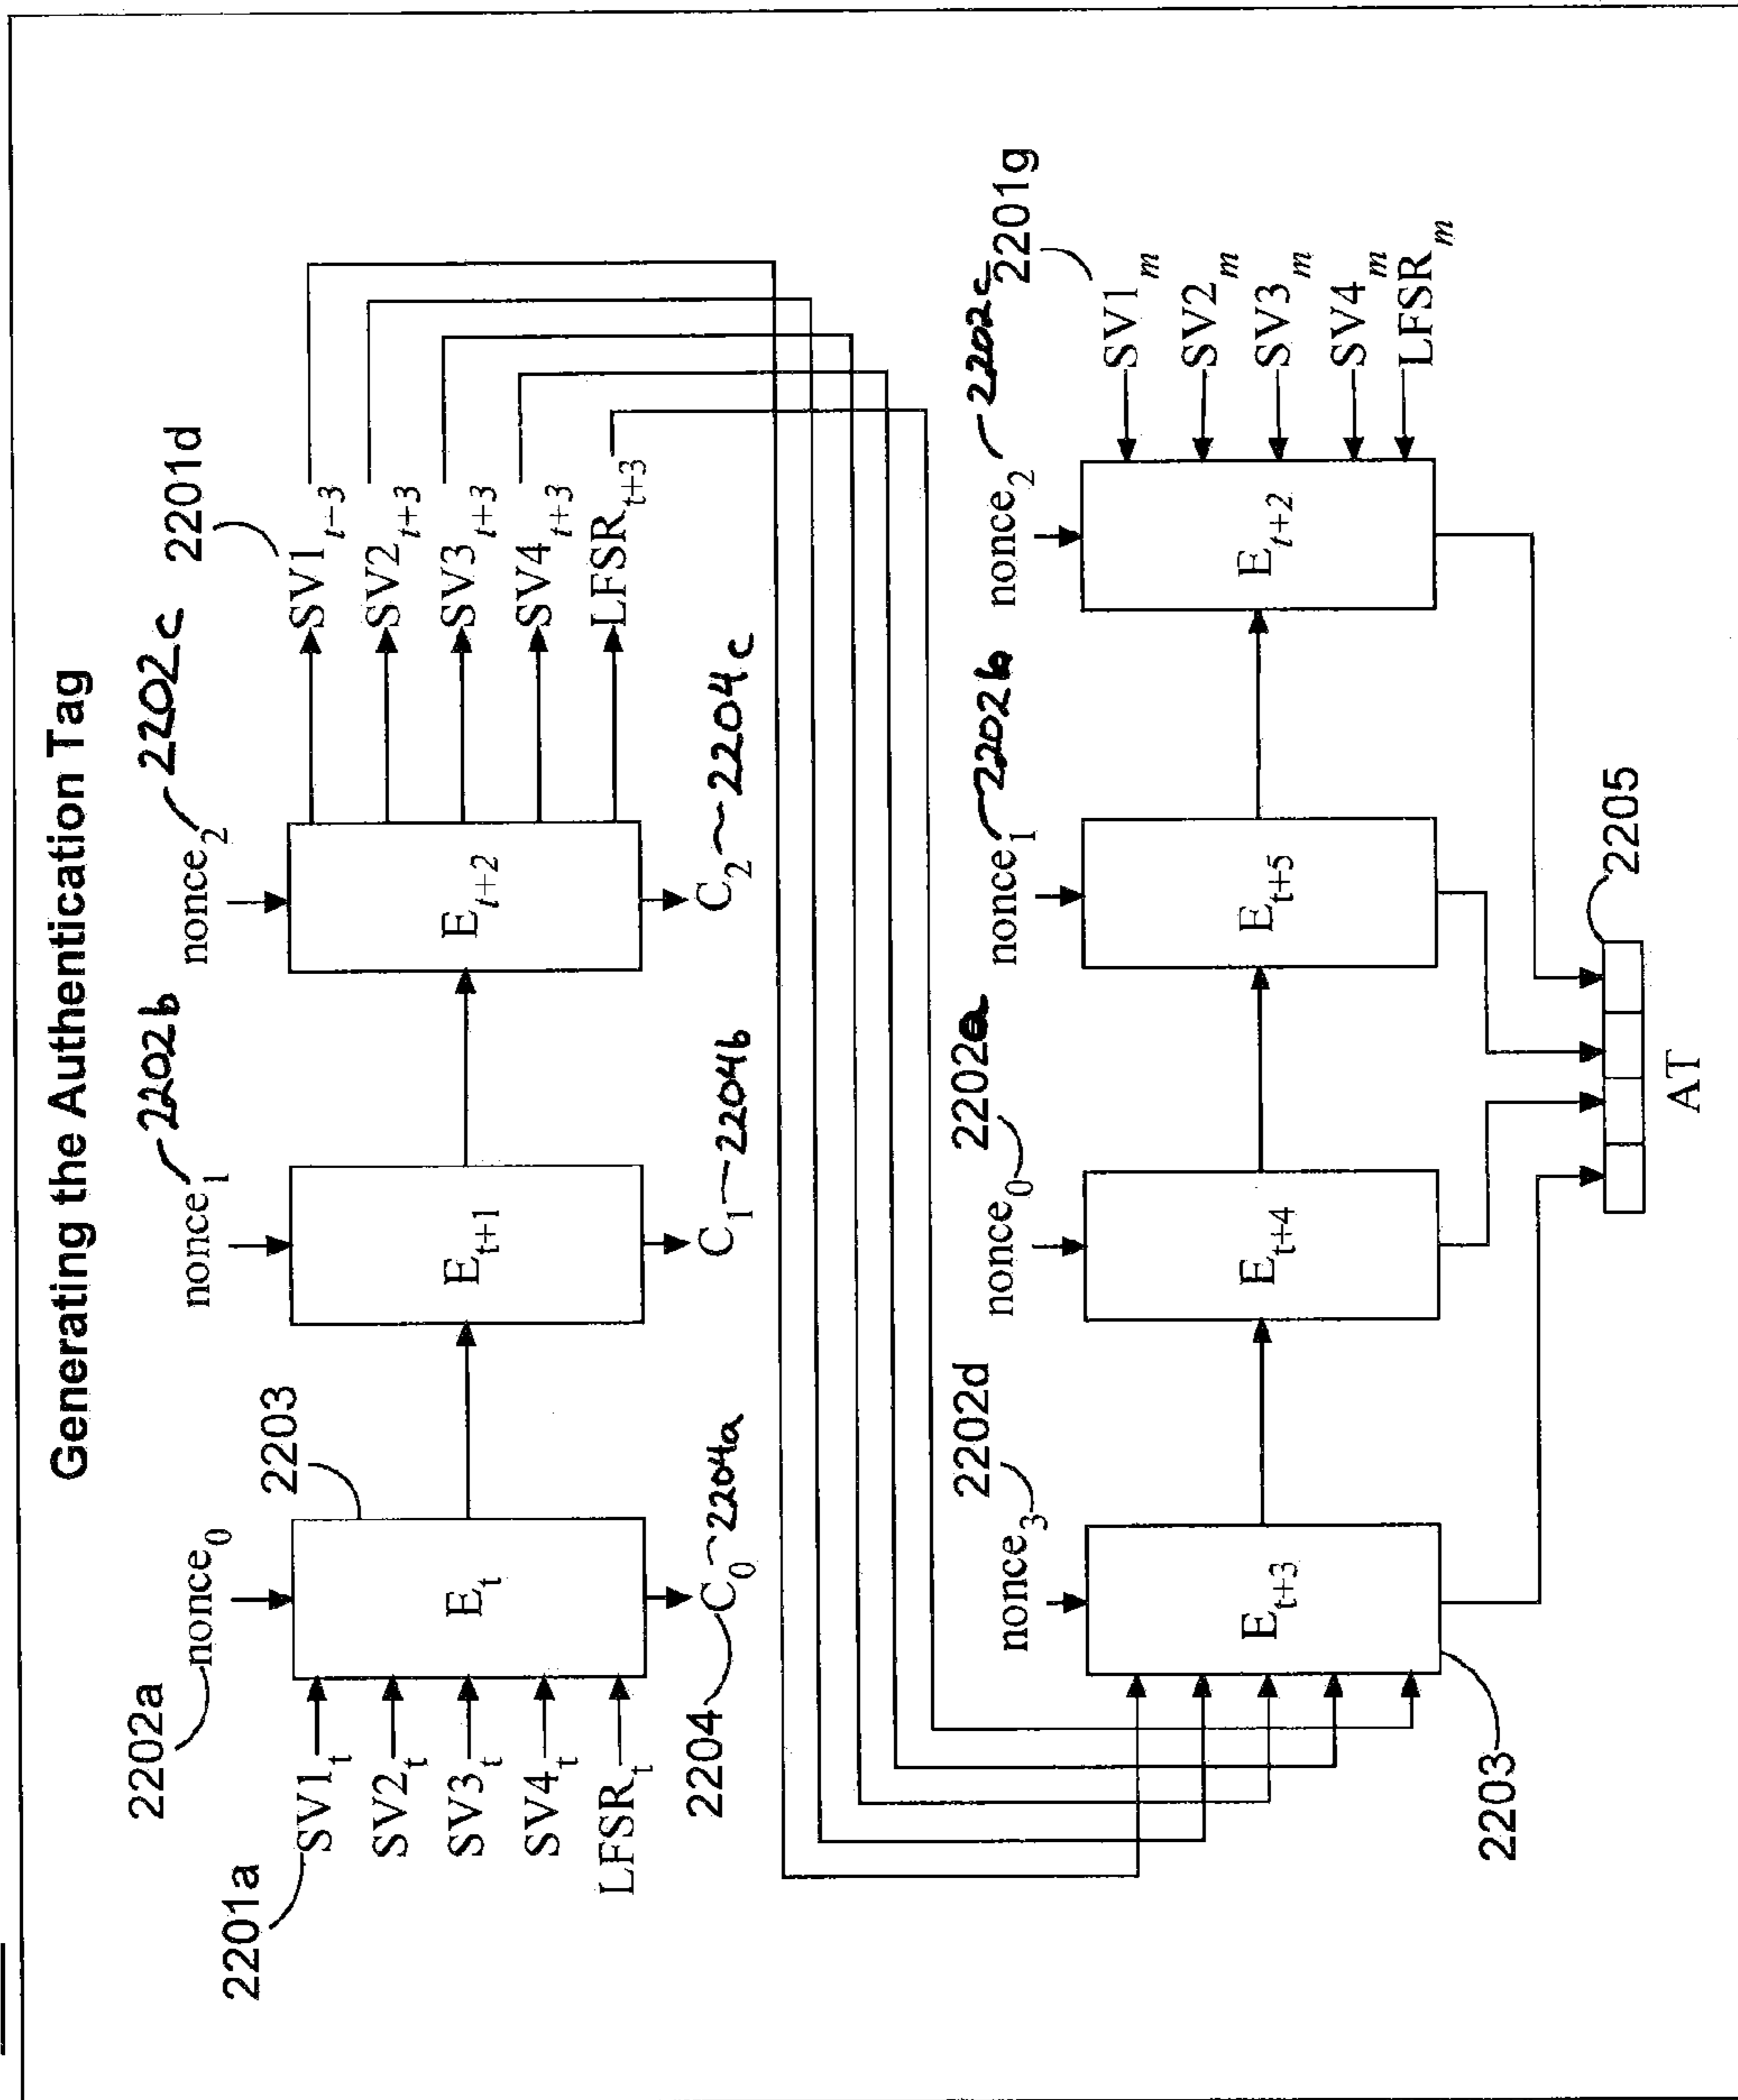 Generating the Authentication Tag
2202a
2202b
2202c
2201d
nonce0
2203
nonce1
nonce2
2201a
SV1t
SV2t
SV3t
SV4t
LFSRt
Et
Et+1
Et+2
SV1t+3
SV2t+3
SV3t+3
SV4t+3
LFSRt+3
2204
C0
2204a
C1
2204b
C2
2204c
2202d
2202a
2202b
2202c
2201g
nonce3
nonce0
nonce1
nonce2
Et+3
Et+4
Et+5
Et+2
SV1m
SV2m
SV3m
SV4m
LFSRm
2203
2205
AT